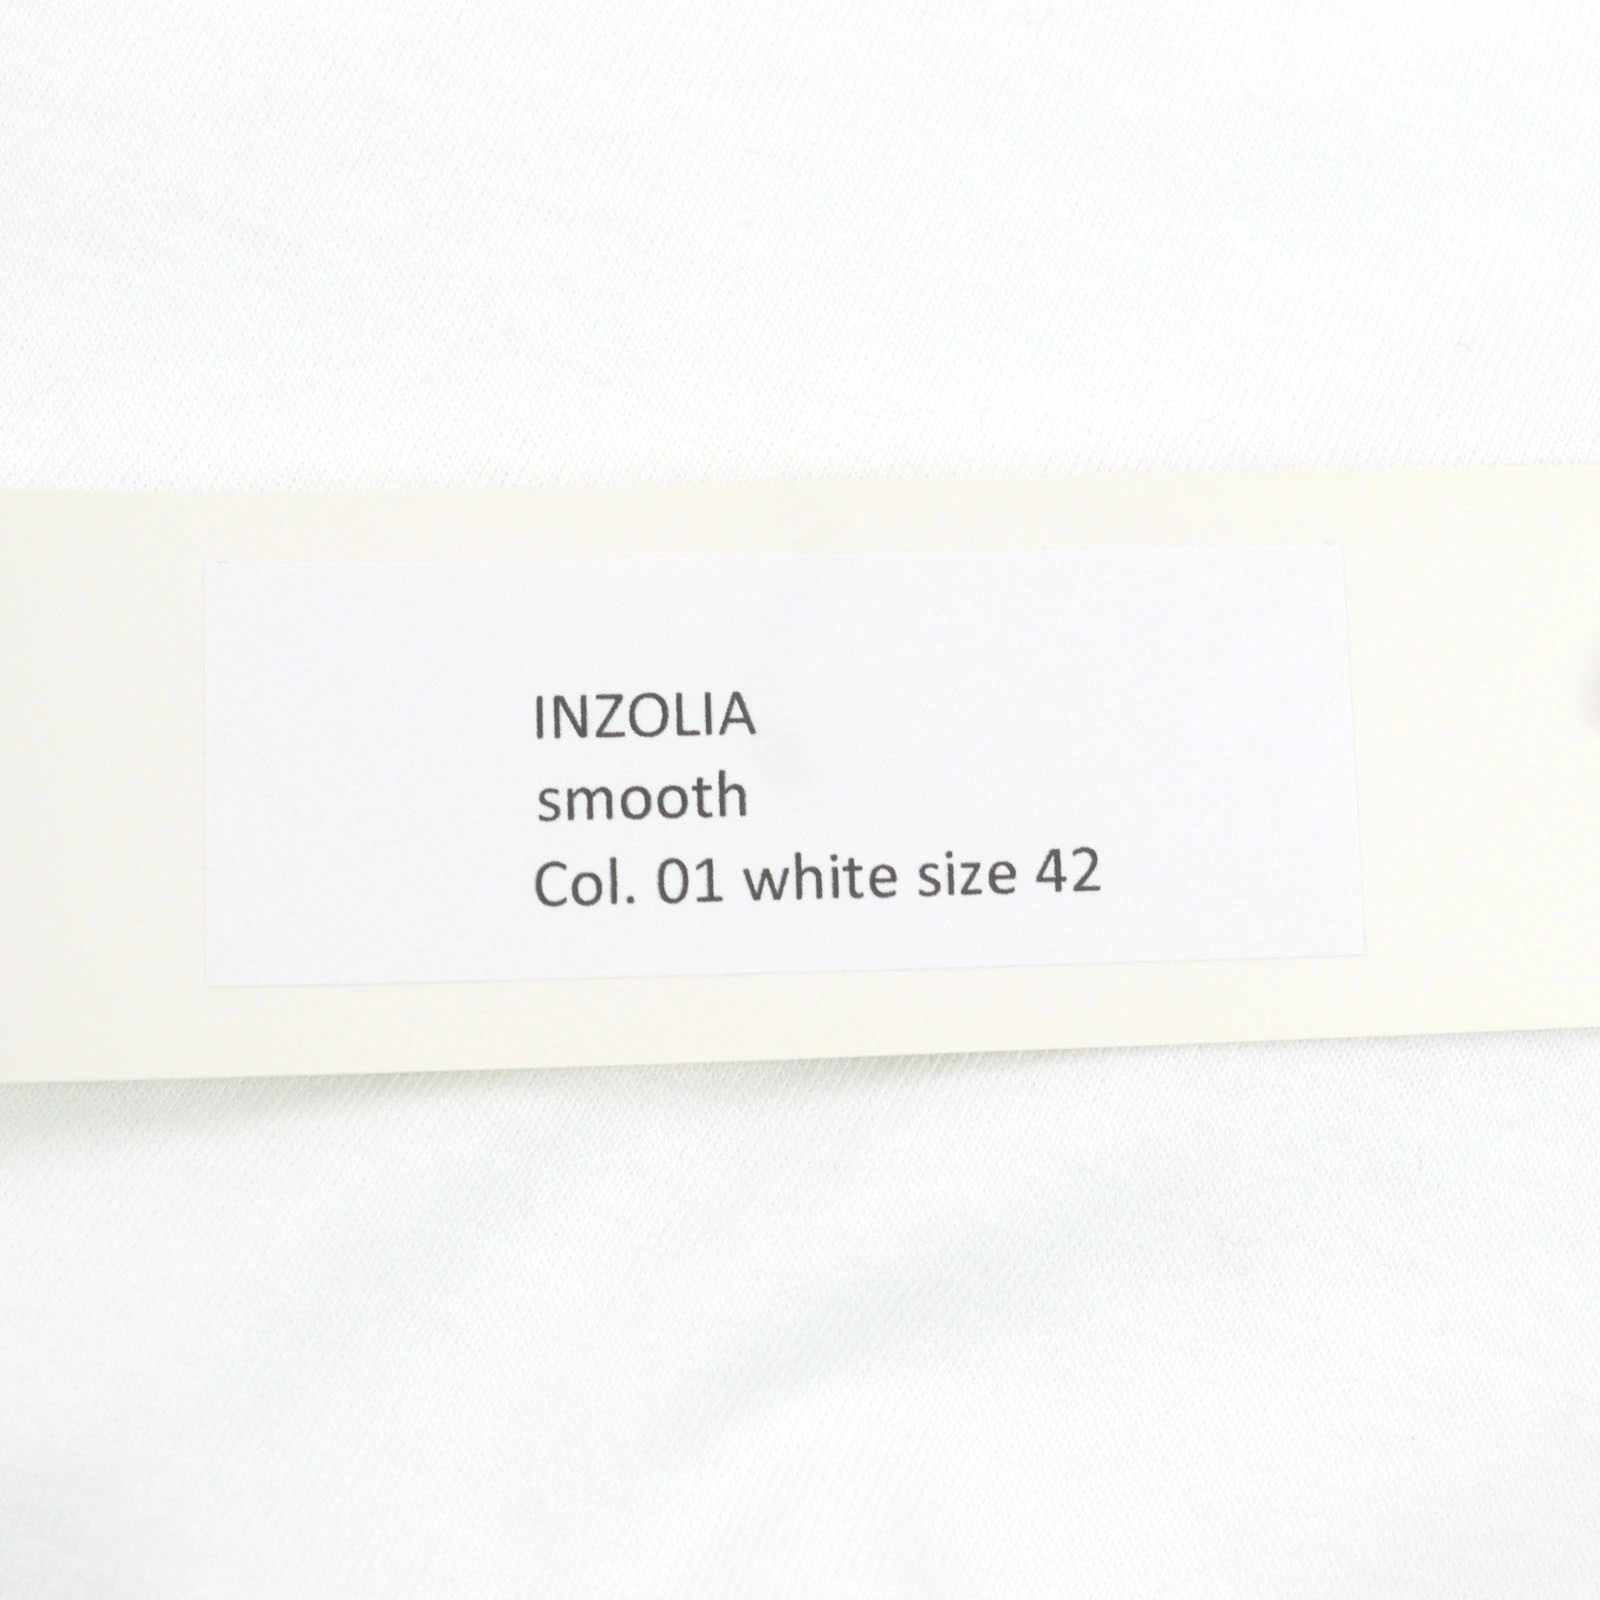 INZOLIA
smooth
Col. 01 white size 42